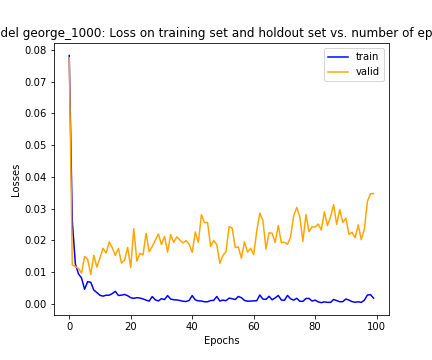 del george_1000: Loss on training set and holdout set vs. number of ep
train
valid
Losses
0.08
0.07
0.06
0.05
0.04
0.03
0.02
0.01
0.00
0 20 40 60 80 100
Epochs